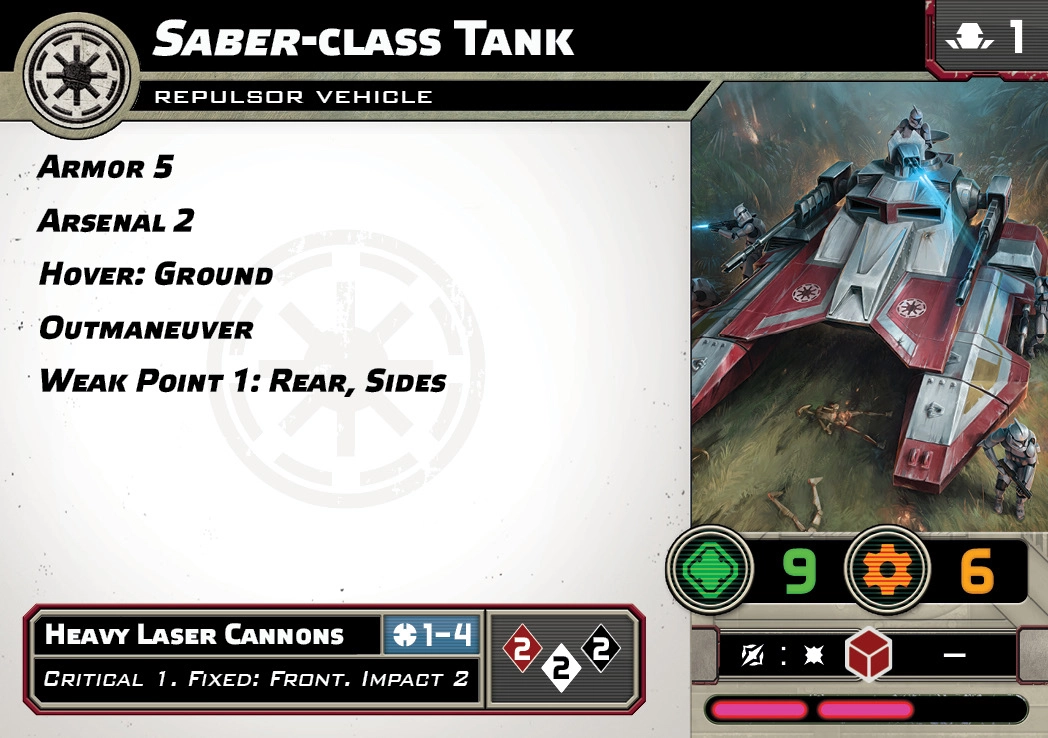 SABER-CLASS TANK
1
REPULSOR VEHICLE
ARMOR 5
ARSENAL 2
HOVER: GROUND
OUTMANEUVER
WEAK POINT 1: REAR, SIDES
9
6
HEAVY LASER CANNONS
1–4
2
2
2
CRITICAL 1. FIXED: FRONT. IMPACT 2
:
–